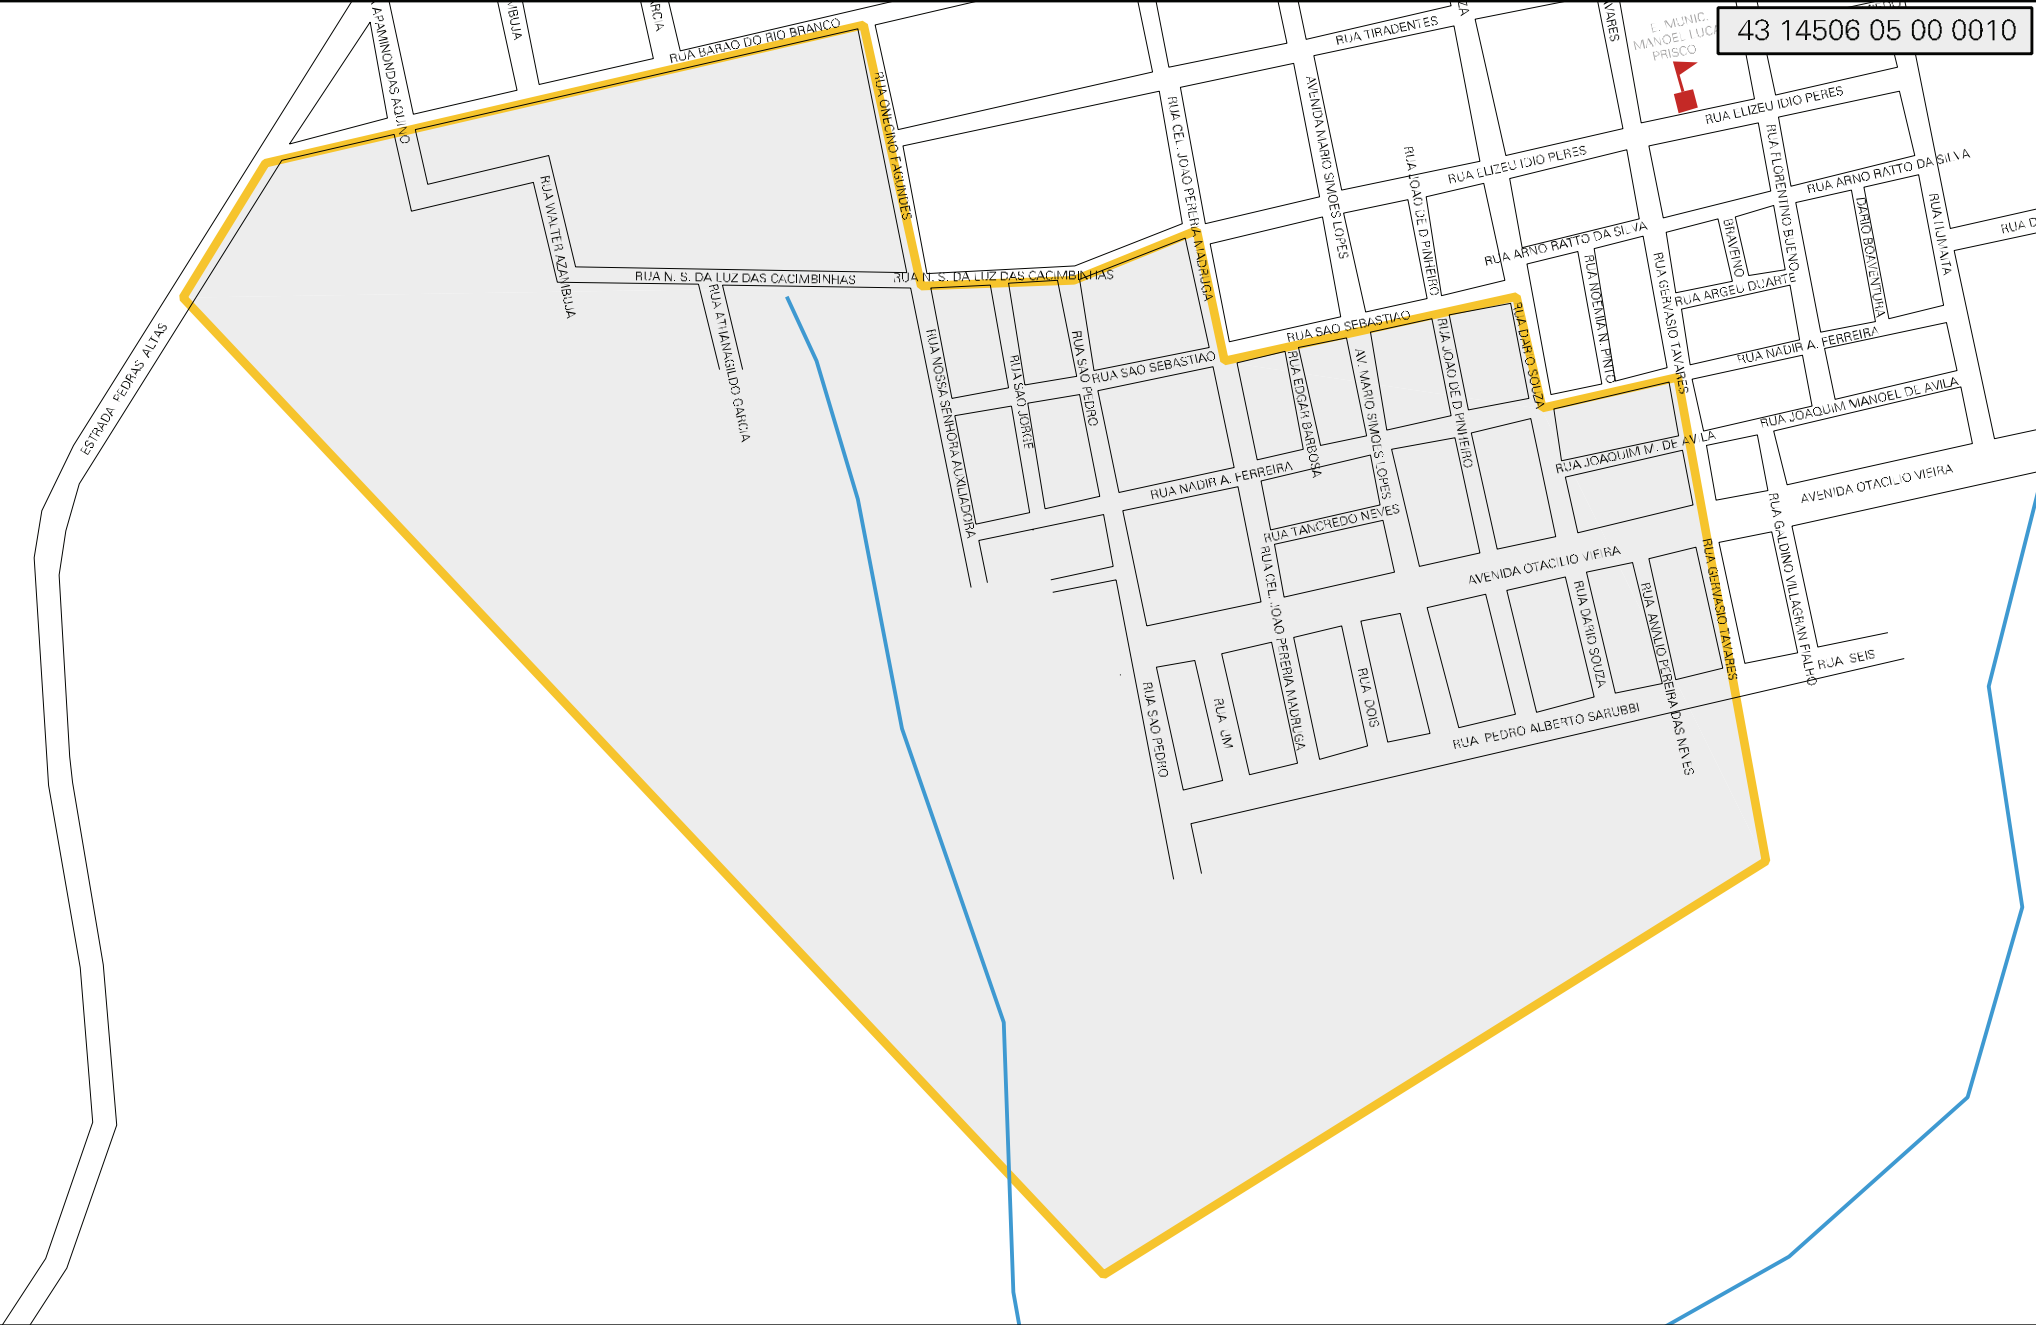 43 14506 05 00 0010
E. MUNIC.
PRISCO
RUA BARAO DO RIO BRANCO
RUA TIRADENTES
RUA ONECINO FAGUNDES
RUA CEL. JOAO PEREIRA MADRUGA
AVENIDA MARIO SIMOES LOPES
RUA JOAO DE D PINHEIRO
RUA ELIZEU IDIO PERES
RUA ELIZEU IDIO PERES
RUA FLORENTINO BUENO
RUA ARNO RATTO DA SILVA
RUA ARNO RATTO DA SILVA
DARIO BOAVENTURA
RUA HUMAITA
BRAVEINO
RUA ARGEU DUARTE
RUA NOEMIA N. PINTO
RUA GERVASIO TAVARES
RUA WALTER AZAMBUJA
RUA N. S. DA LUZ DAS CACIMBINHAS
RUA N. S. DA LUZ DAS CACIMBINHAS
RUA ATHANAGILDO GARCIA
ESTRADA PEDRAS ALTAS
RUA SAO SEBASTIAO
RUA SAO SEBASTIAO
RUA DARIO SOUZA
RUA NADIR A. FERREIRA
RUA JOAQUIM MANOEL DE AVILA
RUA NOSSA SENHORA AUXILIADORA
RUA SAO JORGE
RUA SAO PEDRO
RUA EDGAR BARBOSA
AV. MARIO SIMOES LOPES
RUA JOAO DE D PINHEIRO
RUA JOAQUIM M. DE AVILA
RUA NADIR A. FERREIRA
RUA TANCREDO NEVES
AVENIDA OTACILIO VIEIRA
AVENIDA OTACILIO VIEIRA
RUA GALDINO VILLAGRAN FIALHO
RUA GERVASIO TAVARES
RUA CEL. JOAO PEREIRA MADRUGA
RUA DARIO SOUZA
RUA ANALIO PEREIRA DAS NEVES
RUA SEIS
RUA SAO PEDRO
RUA UM
RUA DOIS
RUA PEDRO ALBERTO SARUBBI